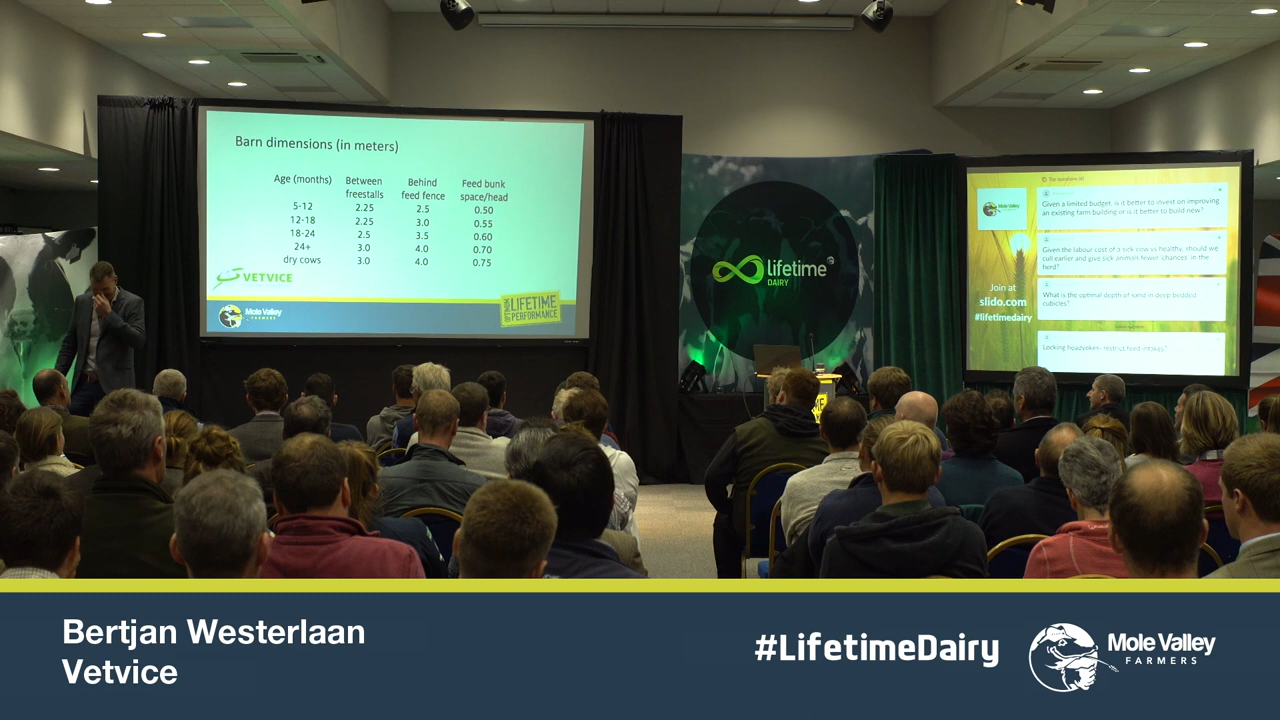 Barn dimensions (in meters)
Age (months) Between freestalls Behind feed fence Feed bunk space/head
5-12 2.25 2.5 0.50
12-18 2.25 3.0 0.55
18-24 2.5 3.5 0.60
24+ 3.0 4.0 0.70
dry cows 3.0 4.0 0.75
VETVICE
Mole Valley
FARMERS
LIFETIME
PERFORMANCE
lifetime
DAIRY
Mole Valley
Join at
slido.com
#lifetimedairy
Given a limited budget, is it better to invest on improving
an existing farm building or is it better to build new?
Given the labour cost of a sick cow vs healthy, should we
cull earlier and give sick animals fewer 'chances' in the
herd?
What is the optimal depth of sand in deep bedded
cubicles?
Locking headyokes- restrict feed intakes?
Bertjan Westerlaan
Vetvice
#LifetimeDairy
Mole Valley
FARMERS